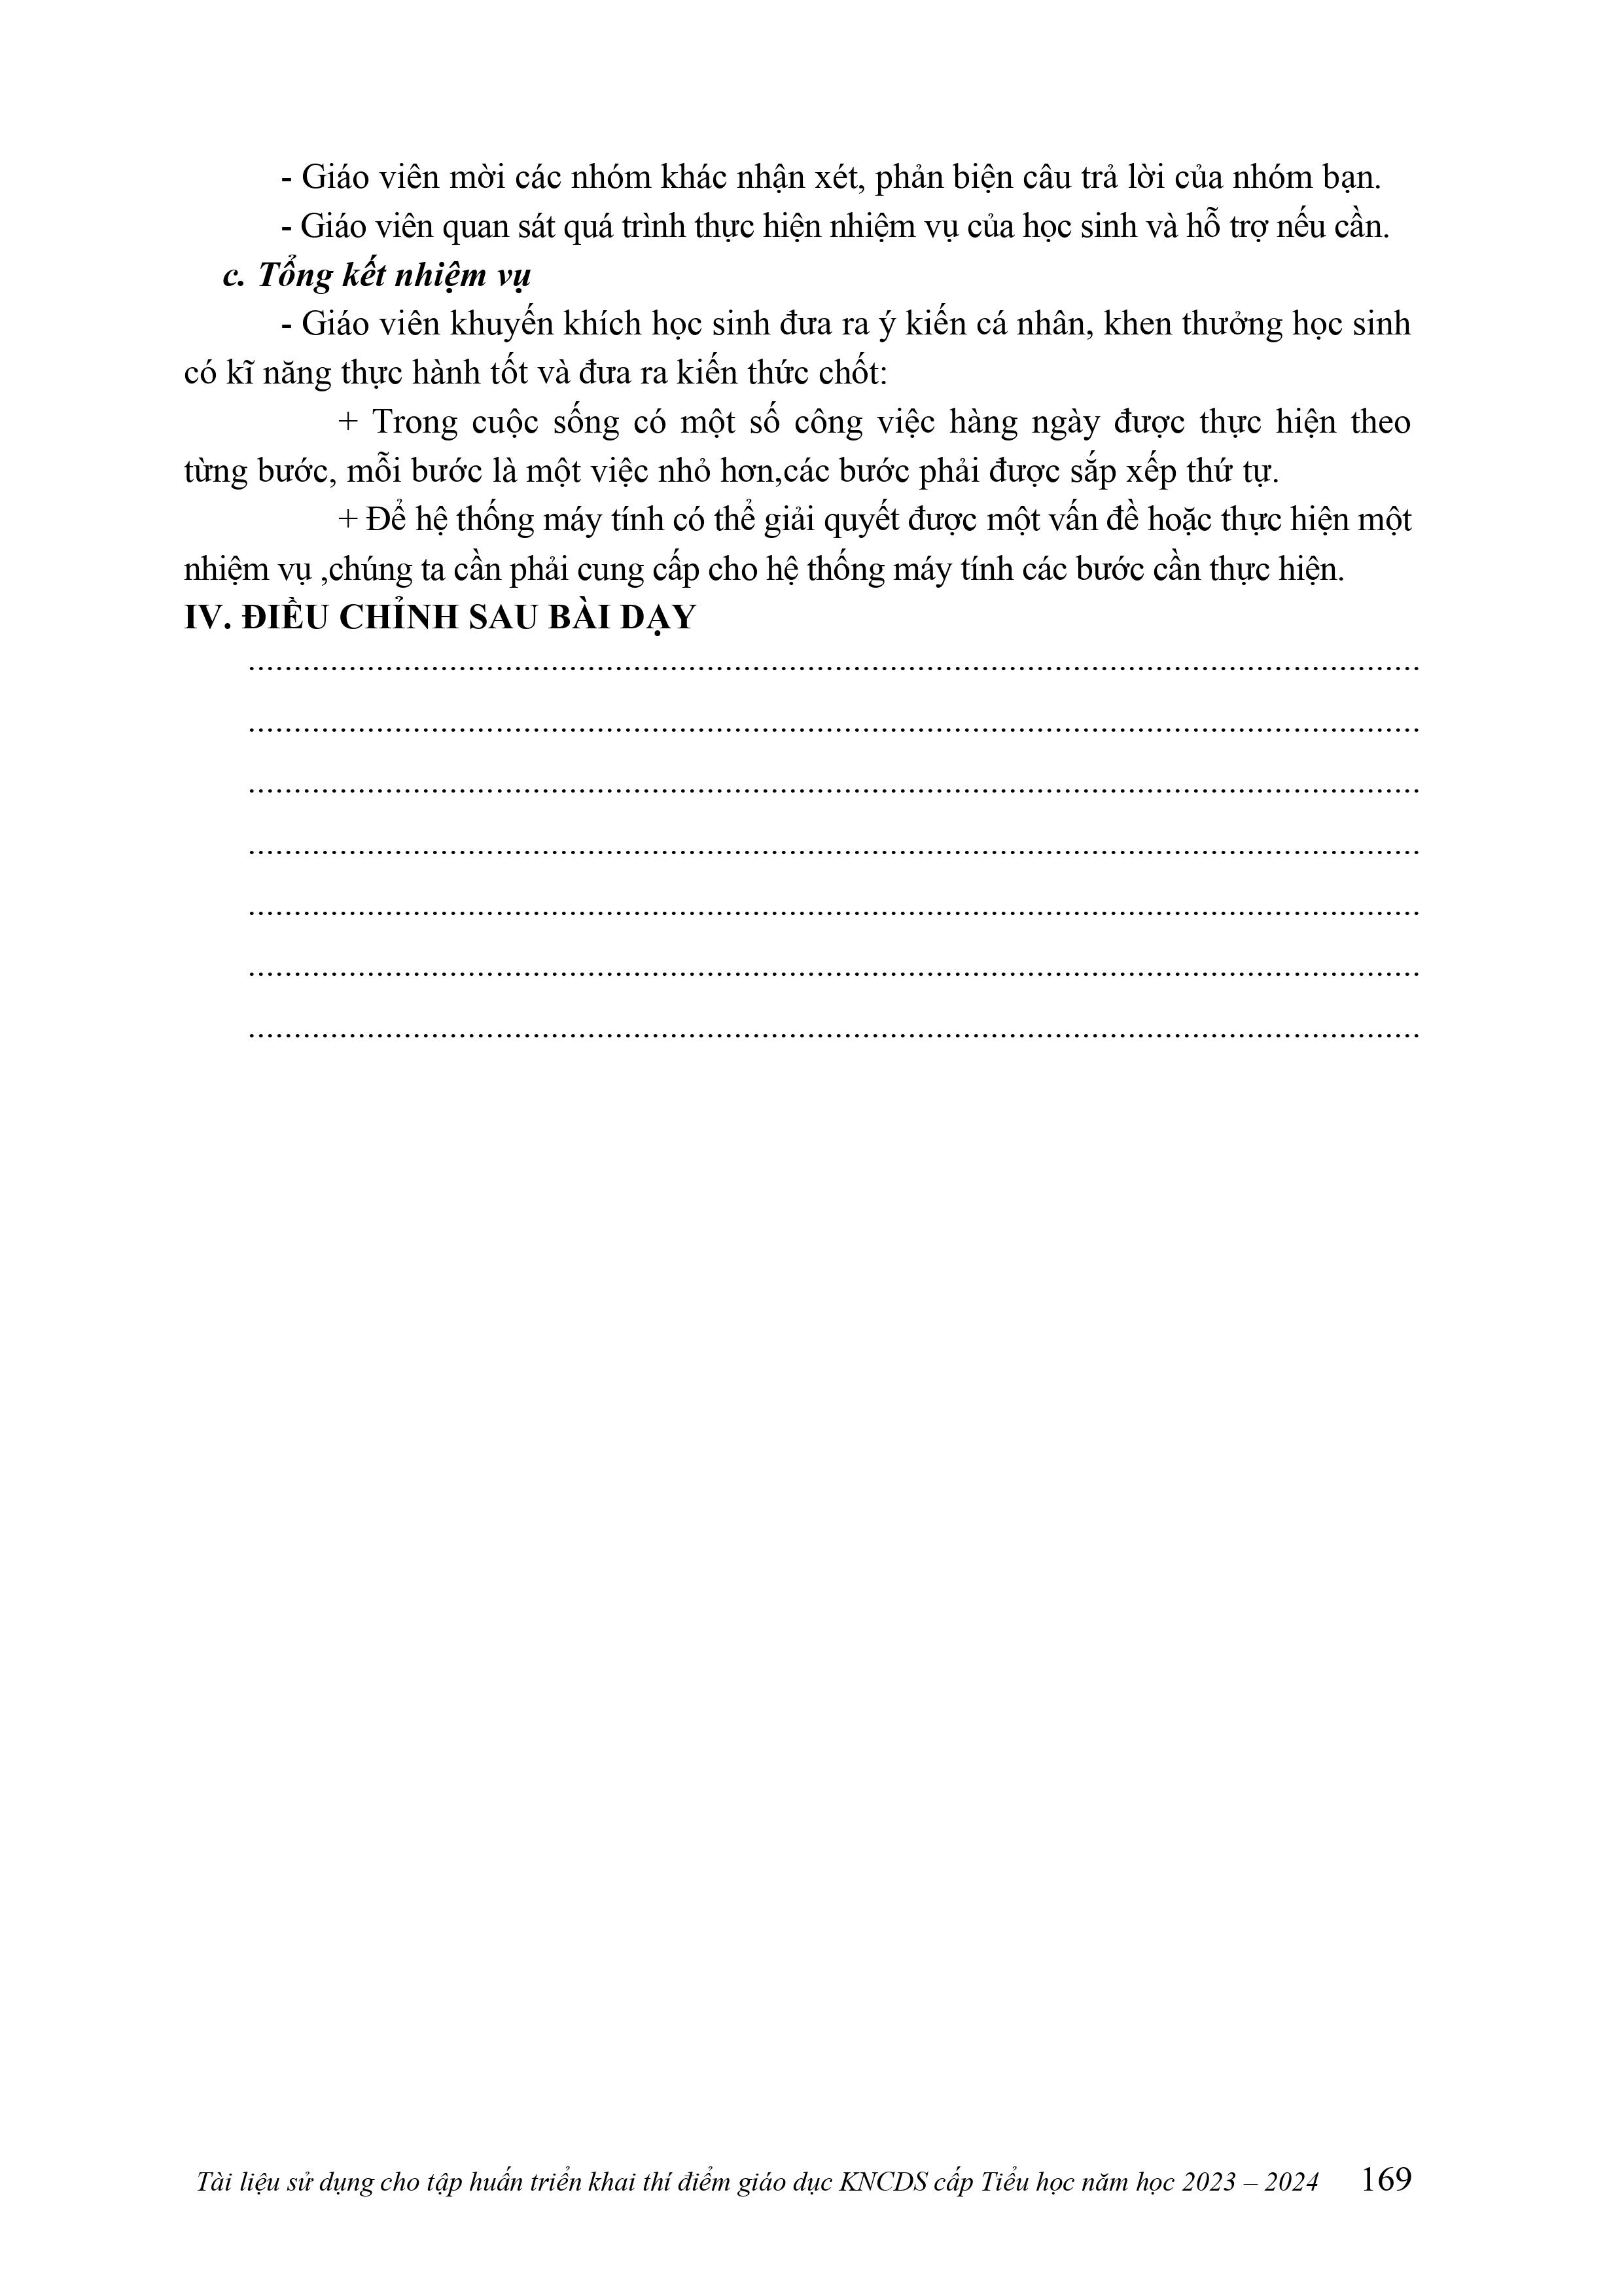 - Giáo viên mời các nhóm khác nhận xét, phản biện câu trả lời của nhóm bạn.
- Giáo viên quan sát quá trình thực hiện nhiệm vụ của học sinh và hỗ trợ nếu cần.
c. Tổng kết nhiệm vụ
- Giáo viên khuyến khích học sinh đưa ra ý kiến cá nhân, khen thưởng học sinh
có kĩ năng thực hành tốt và đưa ra kiến thức chốt:
+ Trong cuộc sống có một số công việc hàng ngày được thực hiện theo
từng bước, mỗi bước là một việc nhỏ hơn,các bước phải được sắp xếp thứ tự.
+ Để hệ thống máy tính có thể giải quyết được một vấn đề hoặc thực hiện một
nhiệm vụ ,chúng ta cần phải cung cấp cho hệ thống máy tính các bước cần thực hiện.
IV. ĐIỀU CHỈNH SAU BÀI DẠY
................................................................................................................................
................................................................................................................................
................................................................................................................................
................................................................................................................................
................................................................................................................................
................................................................................................................................
................................................................................................................................
Tài liệu sử dụng cho tập huấn triển khai thí điểm giáo dục KNCDS cấp Tiểu học năm học 2023 – 2024 169